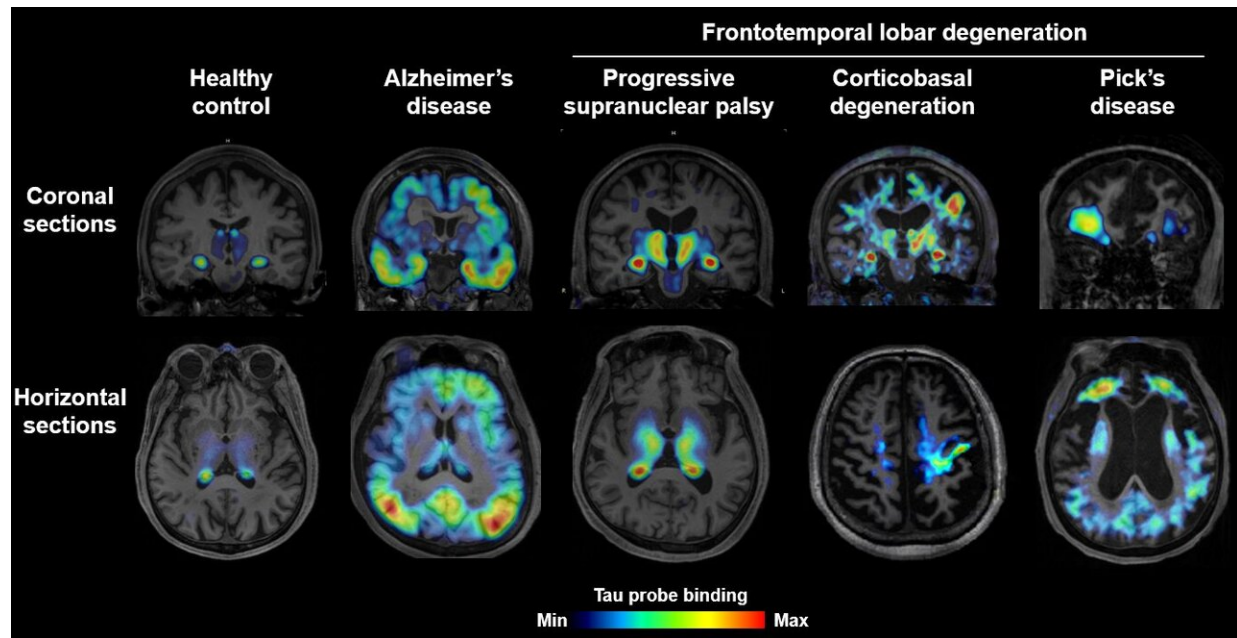 Frontotemporal lobar degeneration
Healthy control
Alzheimer's disease
Progressive supranuclear palsy
Corticobasal degeneration
Pick's disease
Coronal sections
H
H
R
L
Horizontal sections
Tau probe binding
Min
Max